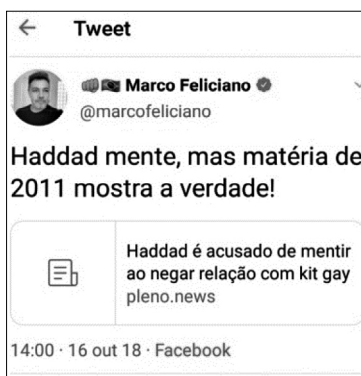 Tweet
Marco Feliciano
@marcofeliciano
Haddad mente, mas matéria de
2011 mostra a verdade!
Haddad é acusado de mentir
ao negar relação com kit gay
pleno.news
14:00 · 16 out 18 · Facebook